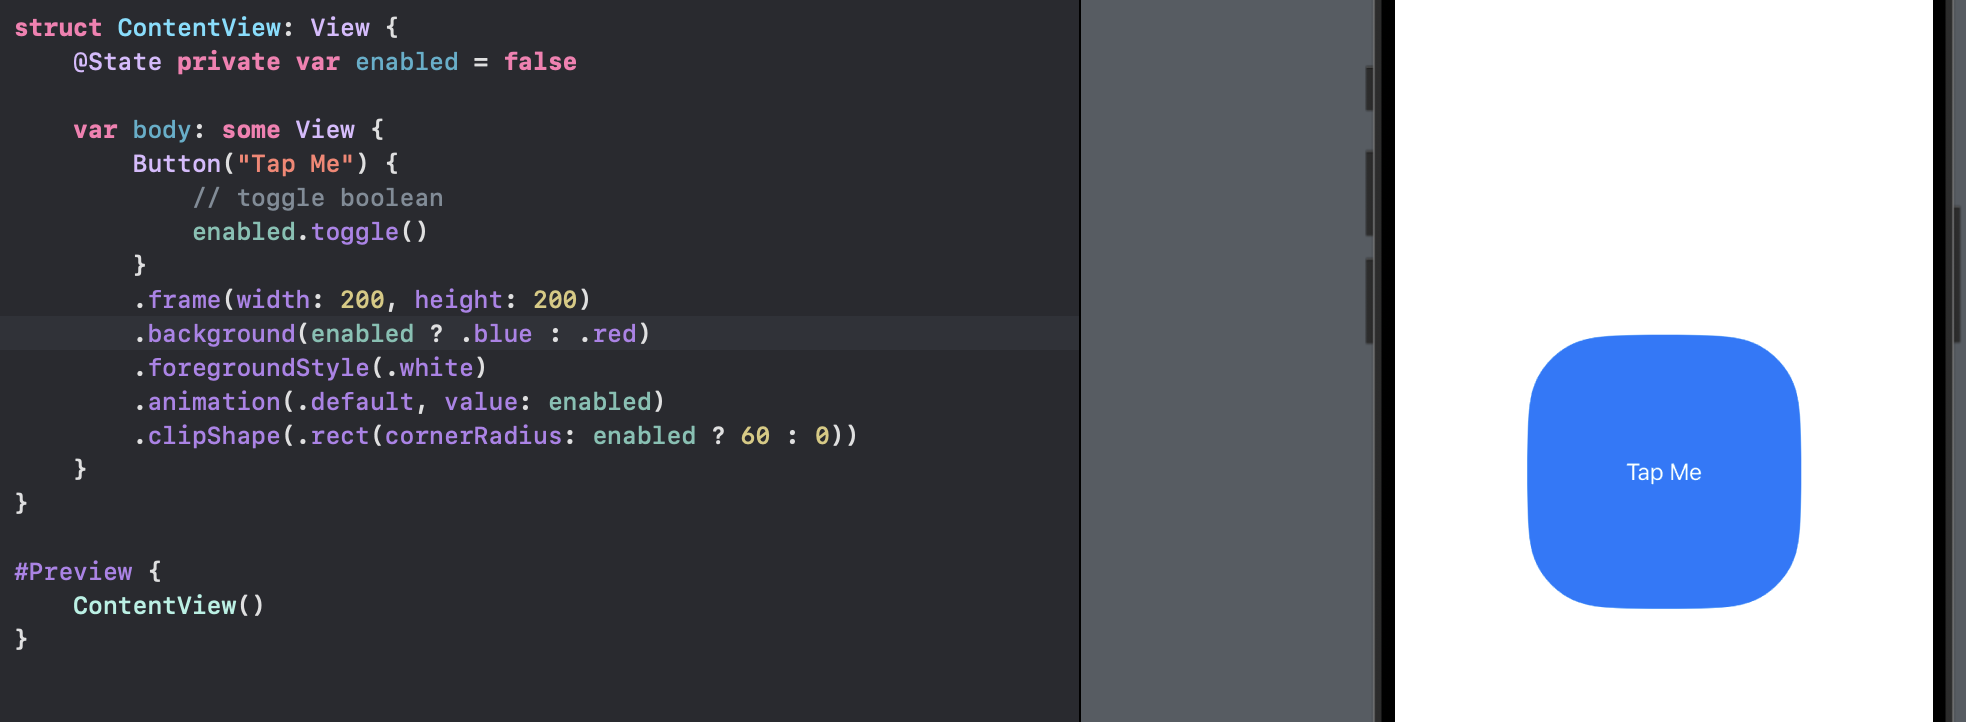 struct ContentView: View {
    @State private var enabled = false
    var body: some View {
        Button("Tap Me") {
            // toggle boolean
            enabled.toggle()
        }
        .frame(width: 200, height: 200)
        .background(enabled ? .blue : .red)
        .foregroundStyle(.white)
        .animation(.default, value: enabled)
        .clipShape(.rect(cornerRadius: enabled ? 60 : 0))
    }
}
#Preview {
    ContentView()
}
Tap Me